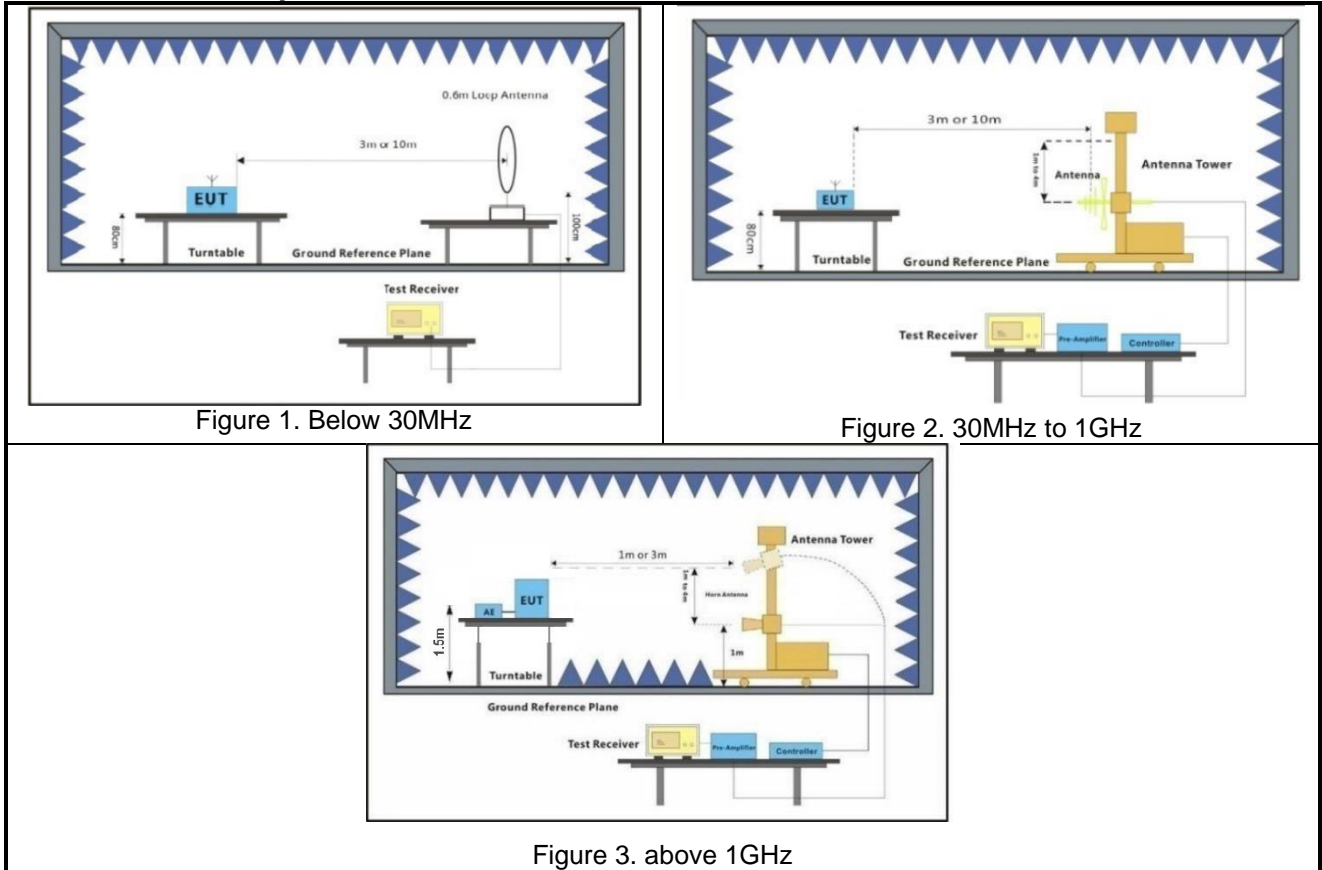 0.6m Loop Antenna
3m or 10m
EUT
80cm
100cm
Turntable
Ground Reference Plane
Test Receiver
Figure 1. Below 30MHz
3m or 10m
1m to 4m
Antenna Tower
Antenna
EUT
80cm
Turntable
Ground Reference Plane
Test Receiver
Pre-Amplifier
Controller
Figure 2. 30MHz to 1GHz
Antenna Tower
1m or 3m
1m to 4m
Horn Antenna
EUT
AE
1.5m
1m
Turntable
Ground Reference Plane
Test Receiver
Pre-Amplifier
Controller
Figure 3. above 1GHz